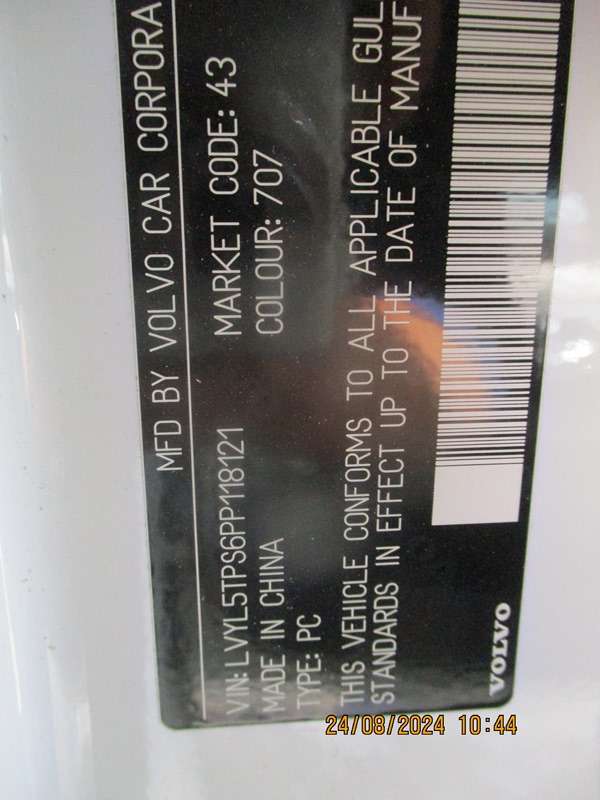 MFD BY VOLVO CAR CORPORA
VIN: LVYL5TPS6PP118121
MARKET CODE: 43
MADE IN CHINA
COLOUR: 707
TYPE: PC
THIS VEHICLE CONFORMS TO ALL APPLICABLE GUL
STANDARDS IN EFFECT UP TO THE DATE OF MANUF
VOLVO
24/08/2024 10:44